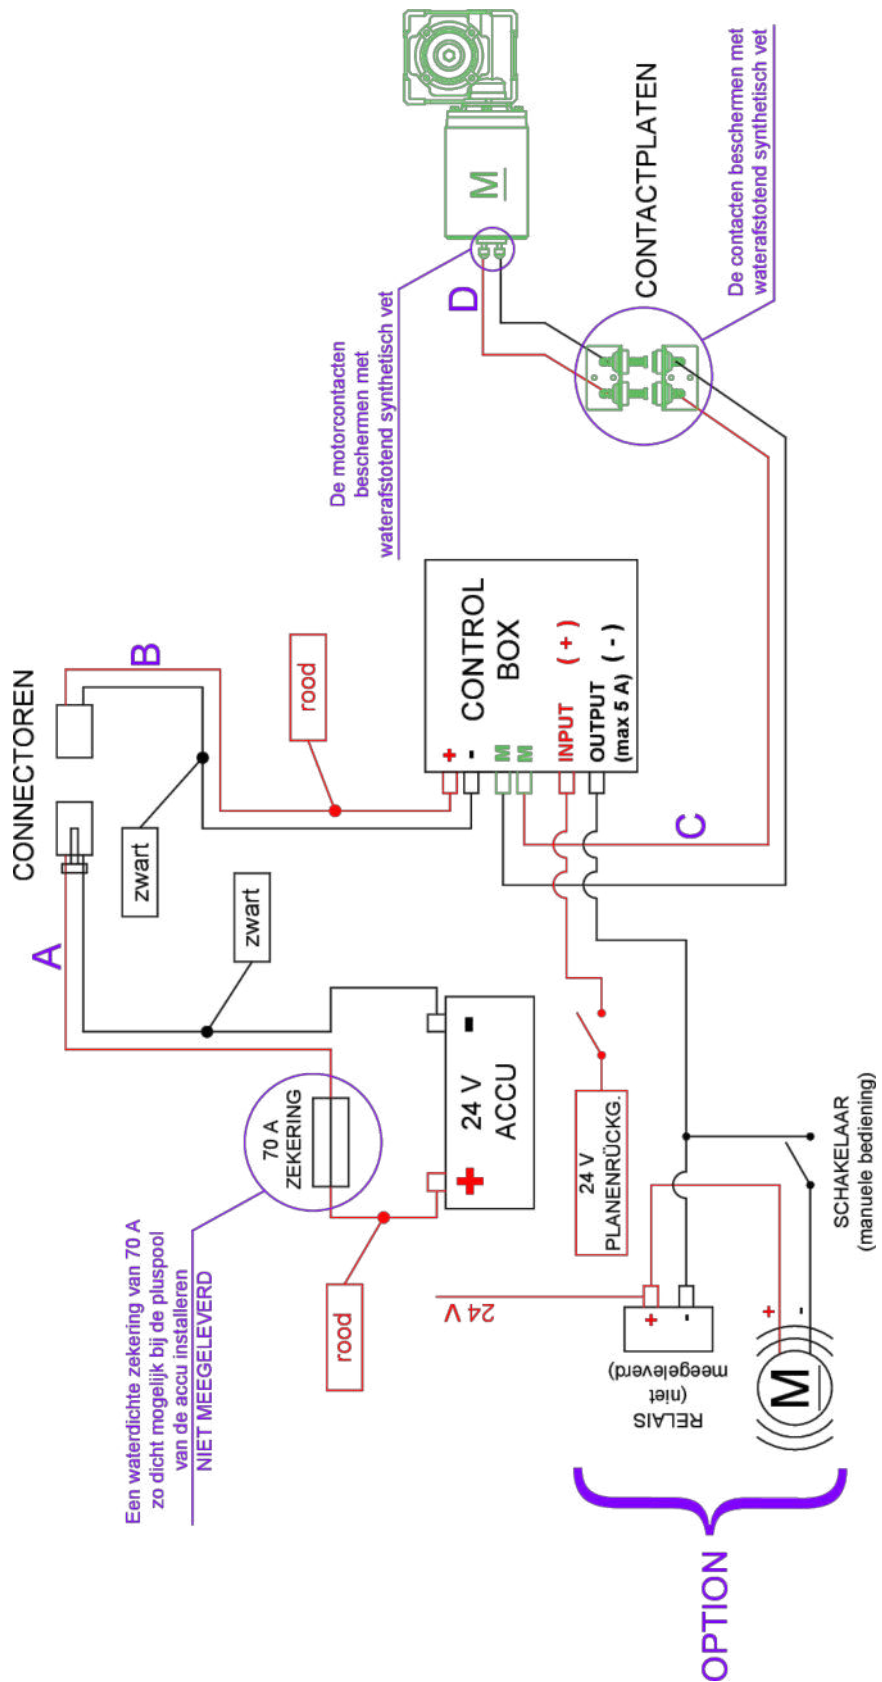 CONNECTOREN
A
B
zwart
zwart
rood
Een waterdichte zekering van 70 A
zo dicht mogelijk bij de pluspool
van de accu installeren
NIET MEEGELEVERD
70 A
ZEKERING
rood
+
-
24 V
ACCU
CONTROL
BOX
+
-
M
M
INPUT (+)
OUTPUT (-)
(max 5 A)
De motorcontacten
beschermen met
waterafstotend synthetisch vet
M
D
CONTACTPLATEN
De contacten beschermen met
waterafstotend synthetisch vet
C
24 V
PLANENRÜCKG.
24 V
+
-
RELAIS
(niet
meegeleverd)
SCHAKELAAR
(manuele bediening)
+
-
M
OPTION